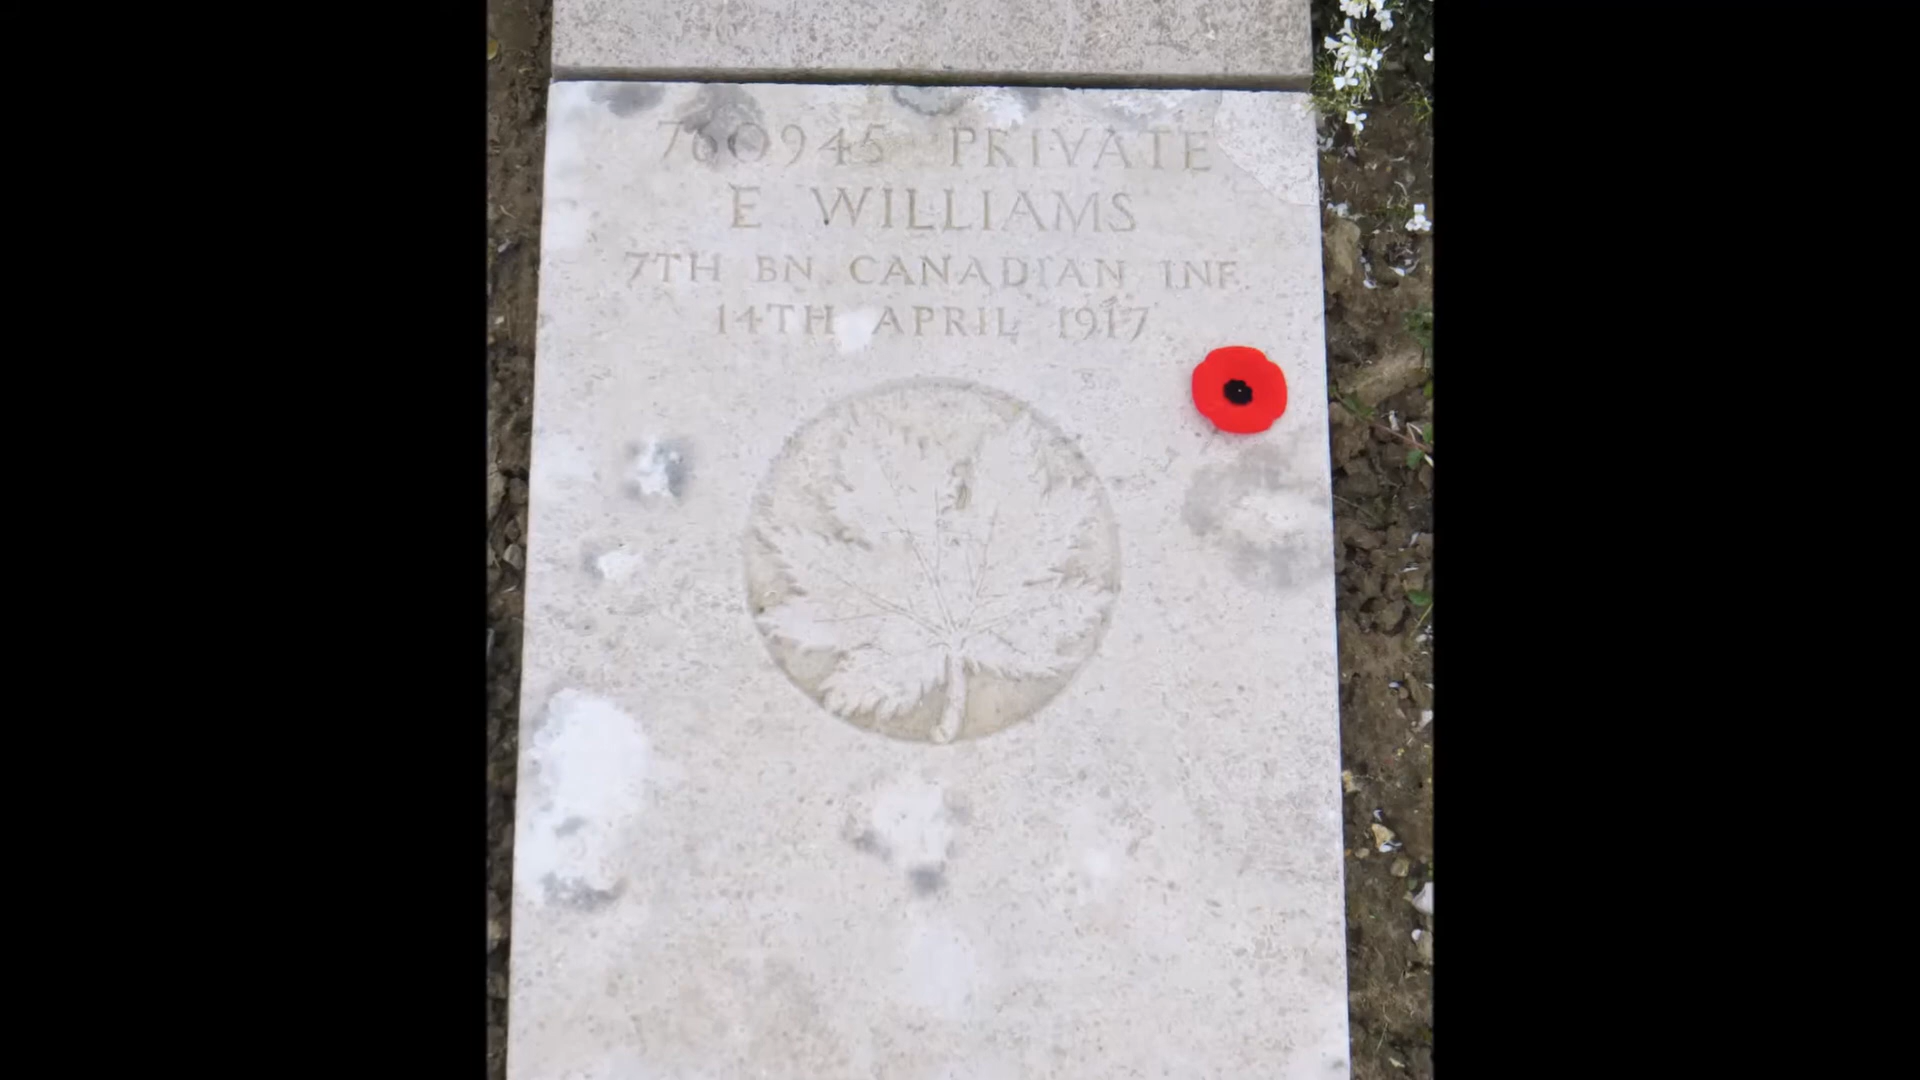 760945 PRIVATE
E WILLIAMS
7TH BN CANADIAN INF.
14TH APRIL 1917